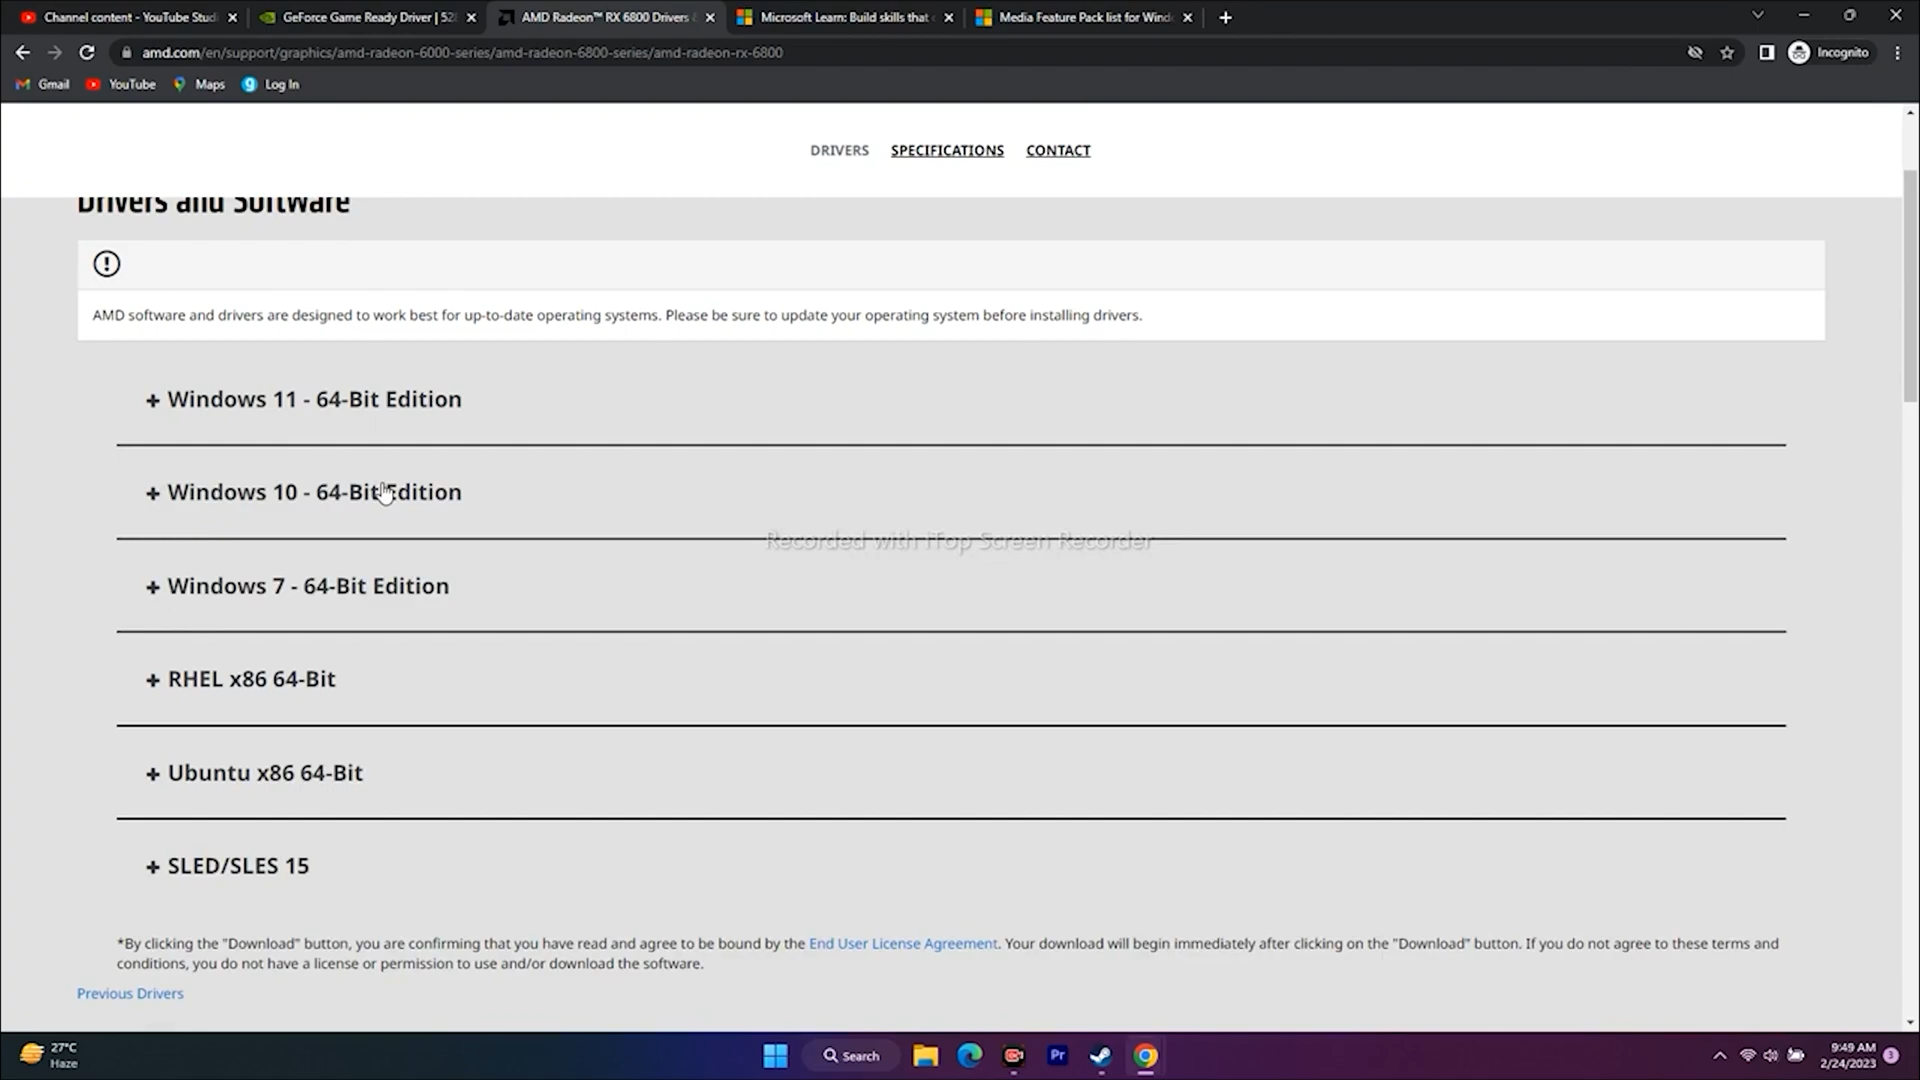 Channel content - YouTube Studi
GeForce Game Ready Driver | 528
AMD Radeon™ RX 6800 Drivers &
Microsoft Learn: Build skills that
Media Feature Pack list for Wind
amd.com/en/support/graphics/amd-radeon-6000-series/amd-radeon-6800-series/amd-radeon-rx-6800
Incognito
Gmail
YouTube
Maps
Log In
DRIVERS
SPECIFICATIONS
CONTACT
Drivers and Software
AMD software and drivers are designed to work best for up-to-date operating systems. Please be sure to update your operating system before installing drivers.
+ Windows 11 - 64-Bit Edition
+ Windows 10 - 64-Bit Edition
Recorded with iTop Screen Recorder
+ Windows 7 - 64-Bit Edition
+ RHEL x86 64-Bit
+ Ubuntu x86 64-Bit
+ SLED/SLES 15
*By clicking the "Download" button, you are confirming that you have read and agree to be bound by the End User License Agreement. Your download will begin immediately after clicking on the "Download" button. If you do not agree to these terms and
conditions, you do not have a license or permission to use and/or download the software.
Previous Drivers
27°C
Haze
Search
Pr
9:49 AM
2/24/2023
3